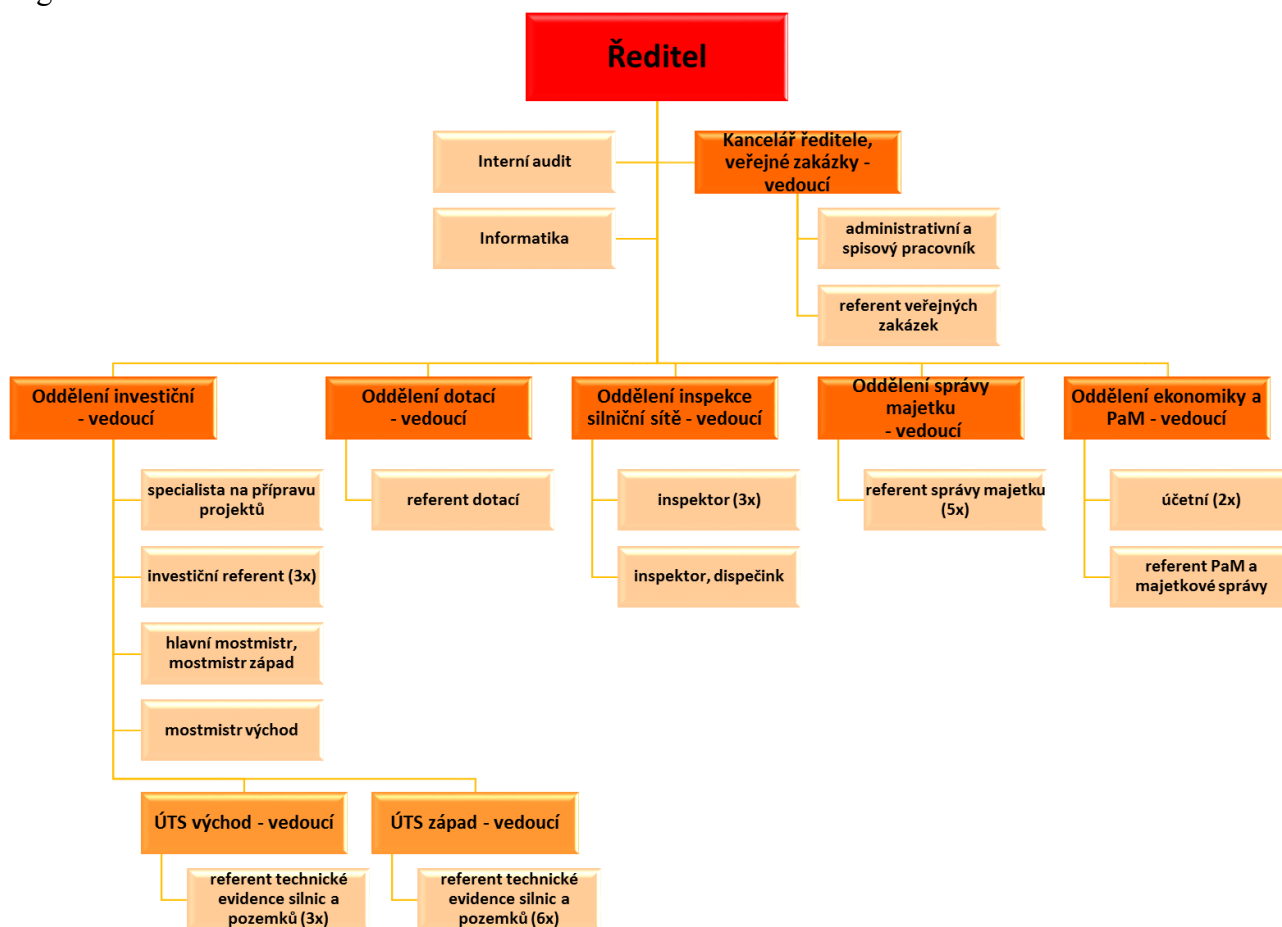 Ředitel
Interní audit
Kancelář ředitele,
veřejné zakázky -
vedoucí
Informatika
administrativní a
spisový pracovník
referent veřejných
zakázek
Oddělení investiční
- vedoucí
Oddělení dotací
- vedoucí
Oddělení inspekce
silniční sítě - vedoucí
Oddělení správy
majetku
- vedoucí
Oddělení ekonomiky a
PaM - vedoucí
specialista na přípravu
projektů
referent dotací
inspektor (3x)
referent správy majetku
(5x)
účetní (2x)
investiční referent (3x)
inspektor, dispečink
referent PaM a
majetkové správy
hlavní mostmistr,
mostmistr západ
mostmistr východ
ÚTS východ - vedoucí
ÚTS západ - vedoucí
referent technické
evidence silnic a
pozemků (3x)
referent technické
evidence silnic a
pozemků (6x)